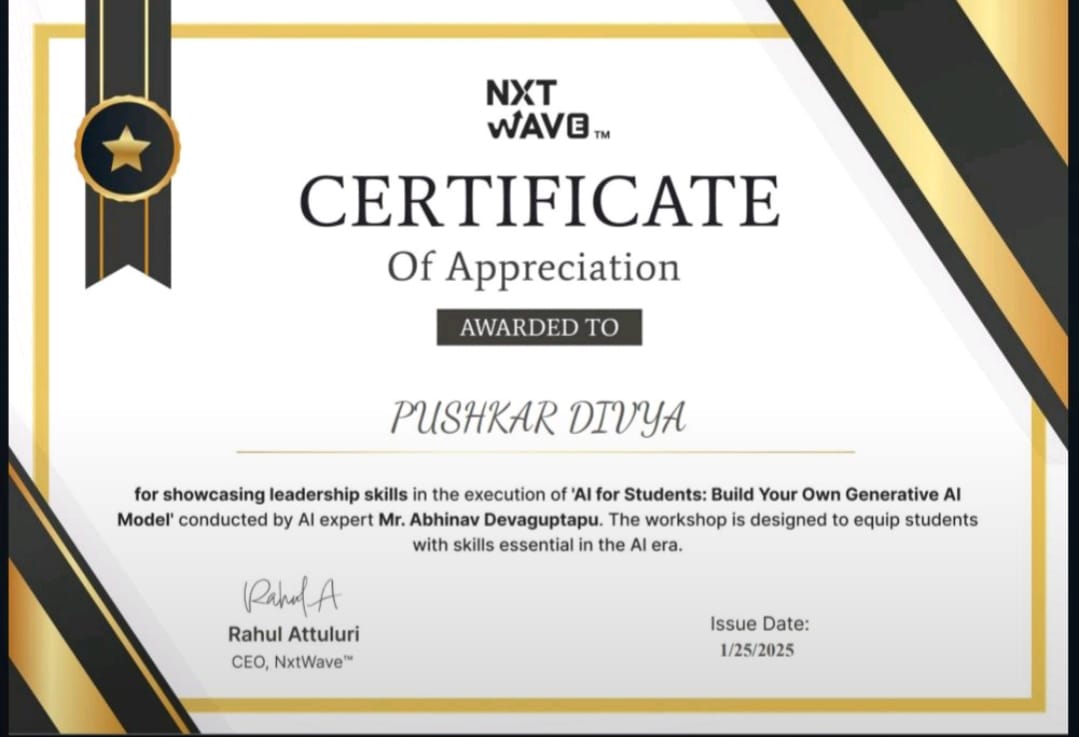 NXT
WAVE™
CERTIFICATE
Of Appreciation
AWARDED TO
PUSHKAR DIVYA
for showcasing leadership skills in the execution of 'AI for Students: Build Your Own Generative AI
Model' conducted by AI expert Mr. Abhinav Devaguptapu. The workshop is designed to equip students
with skills essential in the AI era.
Rahul A
Rahul Attuluri
CEO, NxtWave™
Issue Date:
1/25/2025